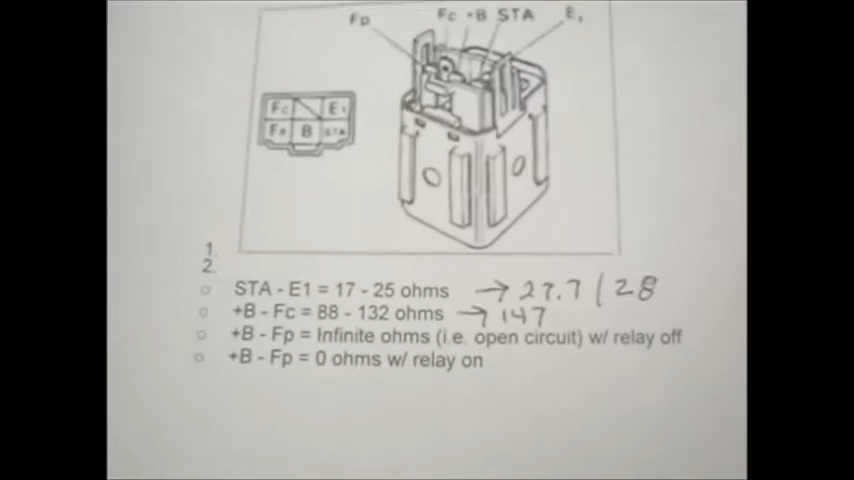 Fp Fc +B STA E1
Fc E1
Fp B STA
1.
2.
STA - E1 = 17 - 25 ohms → 27.7 / 28
+B - Fc = 88 - 132 ohms → 147
+B - Fp = Infinite ohms (i.e. open circuit) w/ relay off
+B - Fp = 0 ohms w/ relay on